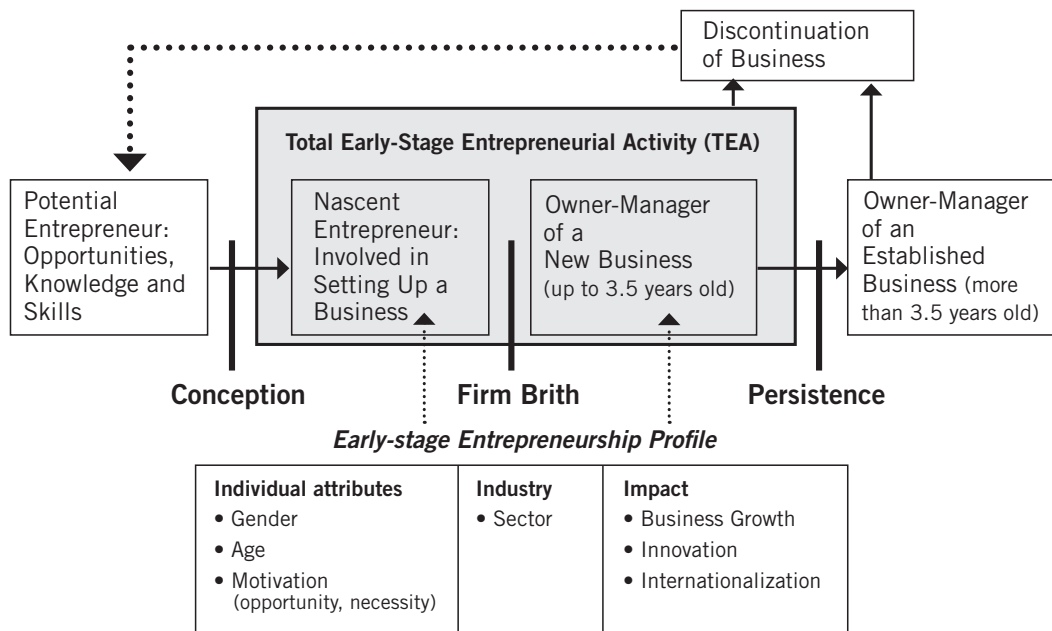 Discontinuation
of Business
Total Early-Stage Entrepreneurial Activity (TEA)
Potential
Entrepreneur:
Opportunities,
Knowledge and
Skills
Nascent
Entrepreneur:
Involved in
Setting Up a
Business
Owner-Manager
of a
New Business
(up to 3.5 years old)
Owner-Manager
of an
Established
Business (more
than 3.5 years old)
Conception
Firm Brith
Persistence
Early-stage Entrepreneurship Profile
Individual attributes
• Gender
• Age
• Motivation
(opportunity, necessity)
Industry
• Sector
Impact
• Business Growth
• Innovation
• Internationalization